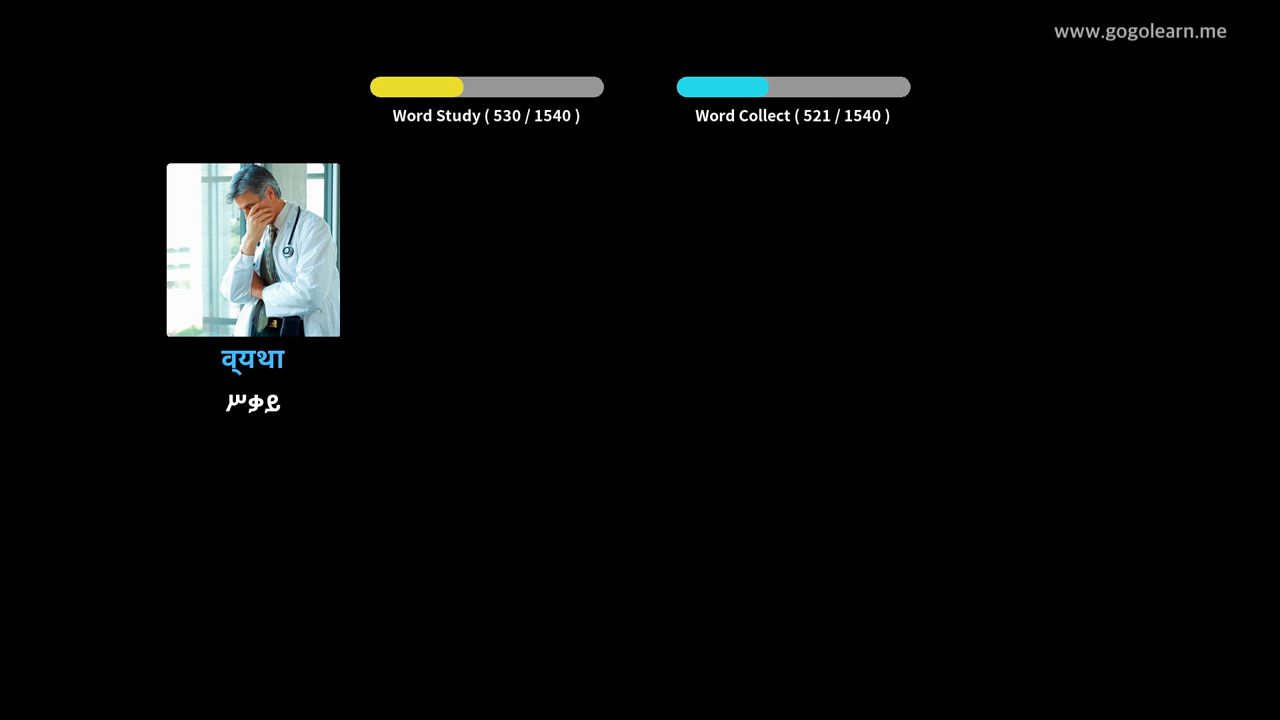 www.gogolearn.me
Word Study ( 530 / 1540 )
Word Collect ( 521 / 1540 )
व्यथा
ሥቃይ